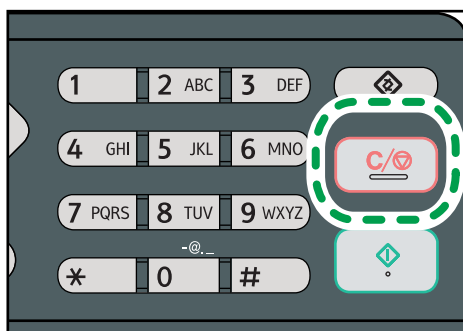 1 2 ABC 3 DEF
4 GHI 5 JKL 6 MNO
C/
7 PQRS 8 TUV 9 WXYZ
-@._
* 0 #